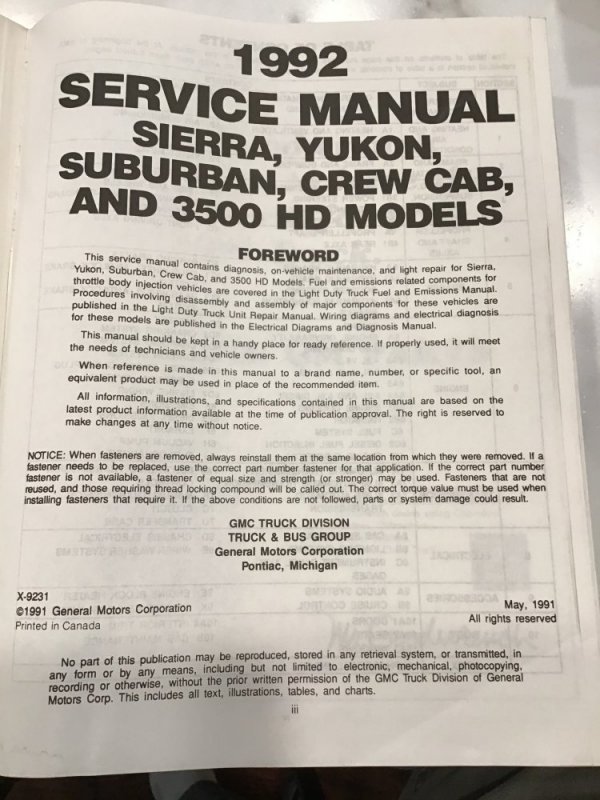 1992
SERVICE MANUAL
SIERRA, YUKON,
SUBURBAN, CREW CAB,
AND 3500 HD MODELS
FOREWORD
This service manual contains diagnosis, on-vehicle maintenance, and light repair for Sierra,
Yukon, Suburban, Crew Cab, and 3500 HD Models. Fuel and emissions related components for
throttle body injection vehicles are covered in the Light Duty Truck Fuel and Emissions Manual.
Procedures involving disassembly and assembly of major components for these vehicles are
published in the Light Duty Truck Unit Repair Manual. Wiring diagrams and electrical diagnosis
for these models are published in the Electrical Diagrams and Diagnosis Manual.
This manual should be kept in a handy place for ready reference. If properly used, it will meet
the needs of technicians and vehicle owners.
When reference is made in this manual to a brand name, number, or specific tool, an
equivalent product may be used in place of the recommended item.
All information, illustrations, and specifications contained in this manual are based on the
latest product information available at the time of publication approval. The right is reserved to
make changes at any time without notice.
NOTICE: When fasteners are removed, always reinstall them at the same location from which they were removed. If a
fastener needs to be replaced, use the correct part number fastener for that application. If the correct part number
fastener is not available, a fastener of equal size and strength (or stronger) may be used. Fasteners that are not
reused, and those requiring thread locking compound will be called out. The correct torque value must be used when
installing fasteners that require it. If the above conditions are not followed, parts or system damage could result.
GMC TRUCK DIVISION
TRUCK & BUS GROUP
General Motors Corporation
Pontiac, Michigan
X-9231
©1991 General Motors Corporation
Printed in Canada
May, 1991
All rights reserved
No part of this publication may be reproduced, stored in any retrieval system, or transmitted, in
any form or by any means, including but not limited to electronic, mechanical, photocopying,
recording or otherwise, without the prior written permission of the GMC Truck Division of General
Motors Corp. This includes all text, illustrations, tables, and charts.
iii